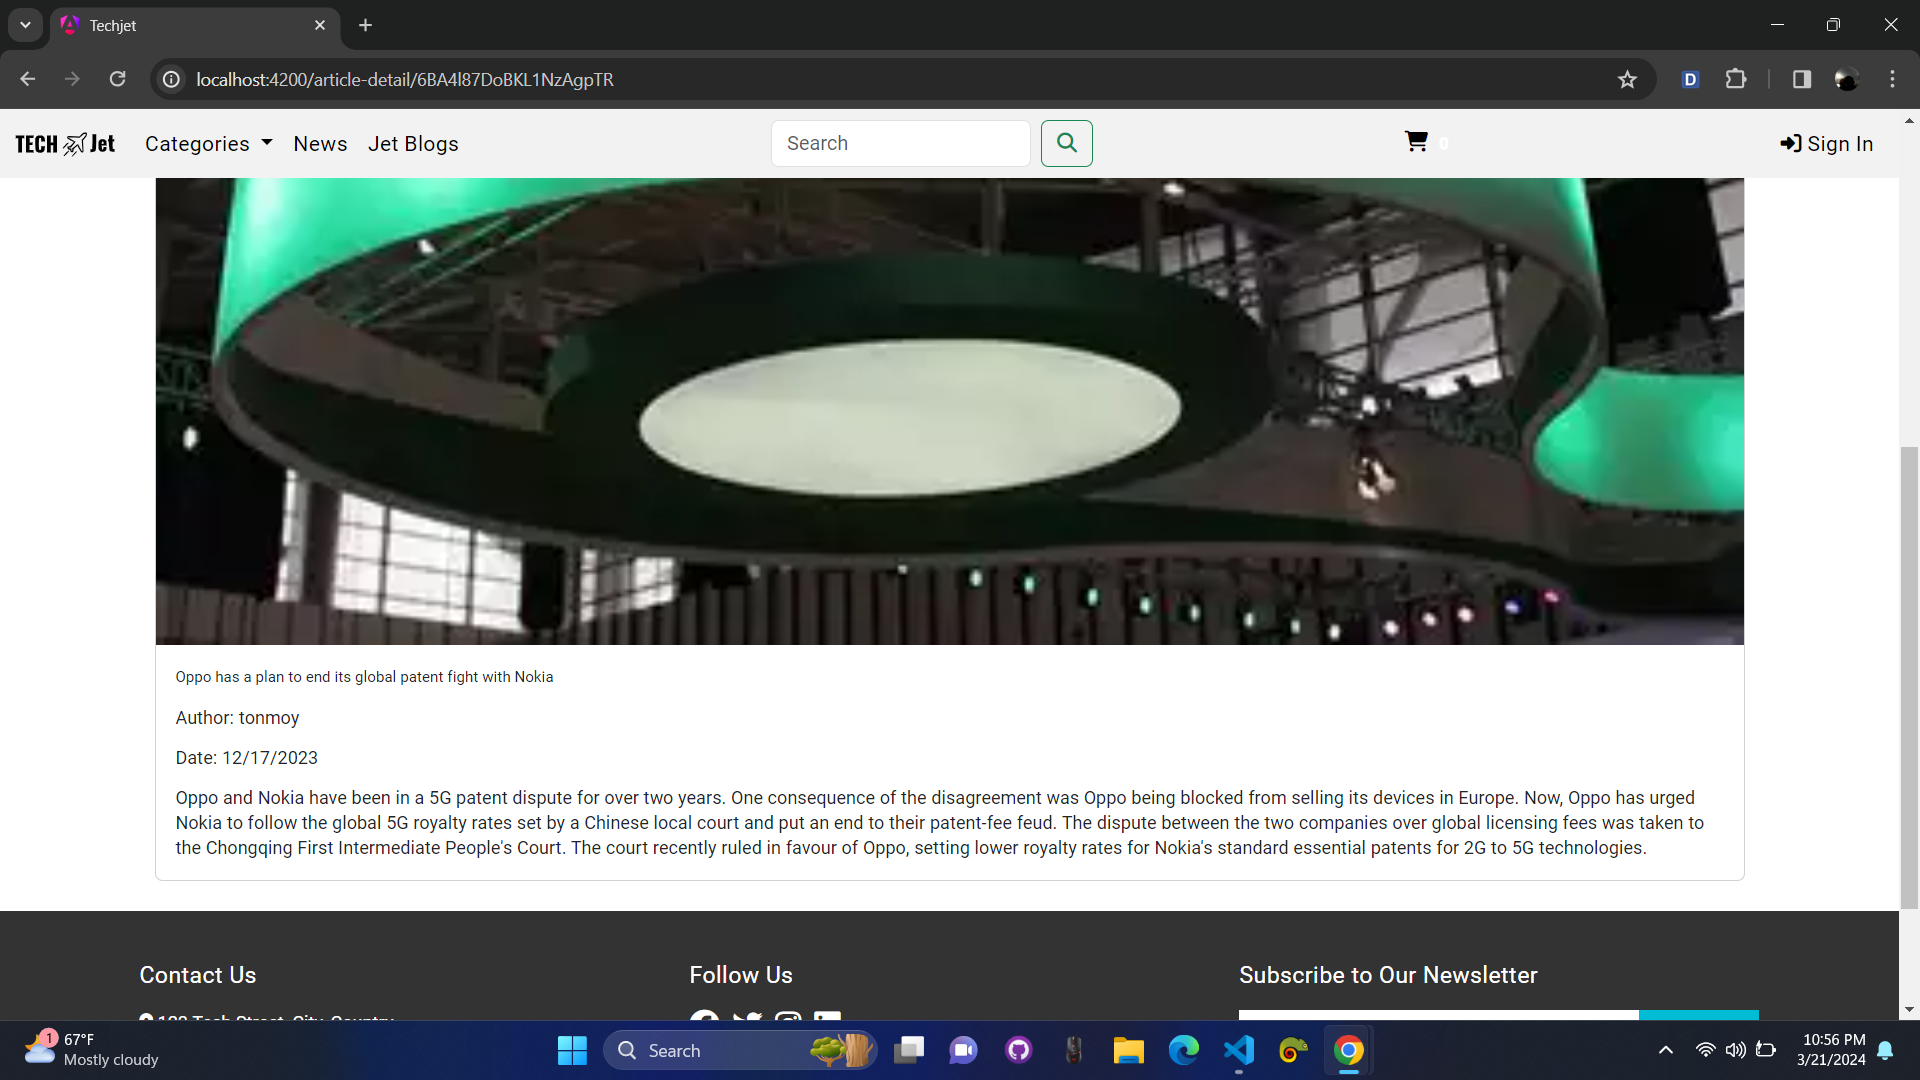 Techjet
localhost:4200/article-detail/6BA4l87DoBKL1NzAgpTR
D
TECH Jet
Categories
News
Jet Blogs
Search
0
Sign In
Oppo has a plan to end its global patent fight with Nokia
Author: tonmoy
Date: 12/17/2023
Oppo and Nokia have been in a 5G patent dispute for over two years. One consequence of the disagreement was Oppo being blocked from selling its devices in Europe. Now, Oppo has urged
Nokia to follow the global 5G royalty rates set by a Chinese local court and put an end to their patent-fee feud. The dispute between the two companies over global licensing fees was taken to
the Chongqing First Intermediate People's Court. The court recently ruled in favour of Oppo, setting lower royalty rates for Nokia's standard essential patents for 2G to 5G technologies.
Contact Us
Follow Us
Subscribe to Our Newsletter
123 Tech Street, City, Country
1
67°F
Mostly cloudy
Search
10:56 PM
3/21/2024